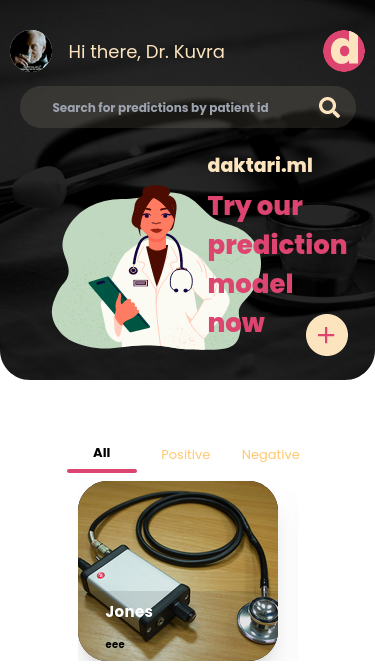 Hi there, Dr. Kuvra
d
Search for predictions by patient id
daktari.ml
Try our
prediction
model
now
All
Positive
Negative
Jones
eee